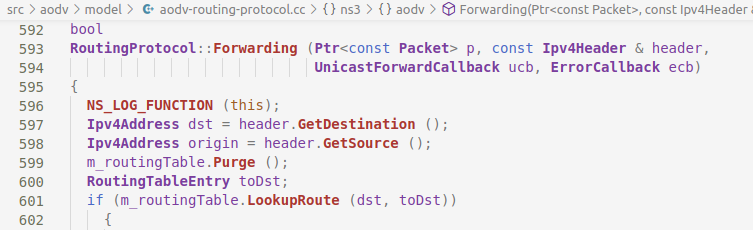 src > aodv > model > aodv-routing-protocol.cc > {} ns3 > {} aodv > Forwarding(Ptr<const Packet>, const Ipv4Header
592 bool
593 RoutingProtocol::Forwarding (Ptr<const Packet> p, const Ipv4Header & header,
594 UnicastForwardCallback ucb, ErrorCallback ecb)
595 {
596 NS_LOG_FUNCTION (this);
597 Ipv4Address dst = header.GetDestination ();
598 Ipv4Address origin = header.GetSource ();
599 m_routingTable.Purge ();
600 RoutingTableEntry toDst;
601 if (m_routingTable.LookupRoute (dst, toDst))
602 {